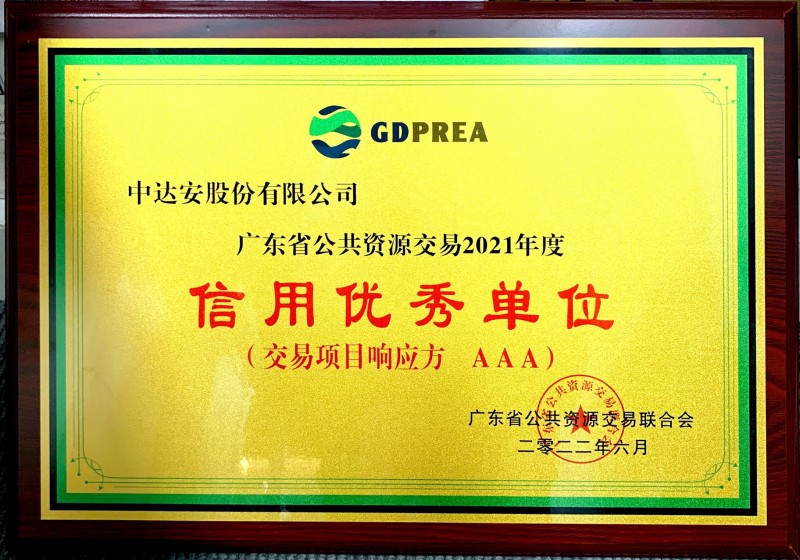 GDPREA
中达安股份有限公司
广东省公共资源交易2021年度
信用优秀单位
（交易项目响应方 AAA）
广东省公共资源交易联合会
二零二二年六月